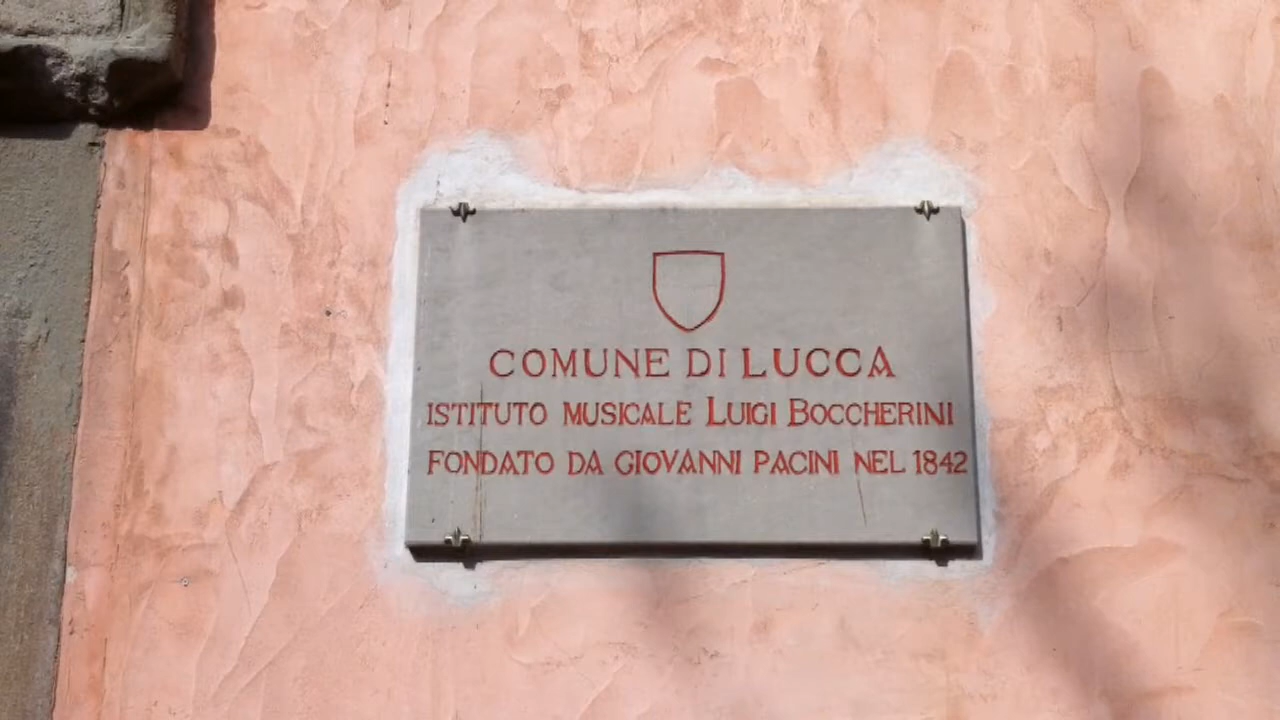 COMUNE DI LUCCA
ISTITUTO MUSICALE LUIGI BOCCHERINI
FONDATO DA GIOVANNI PACINI NEL 1842